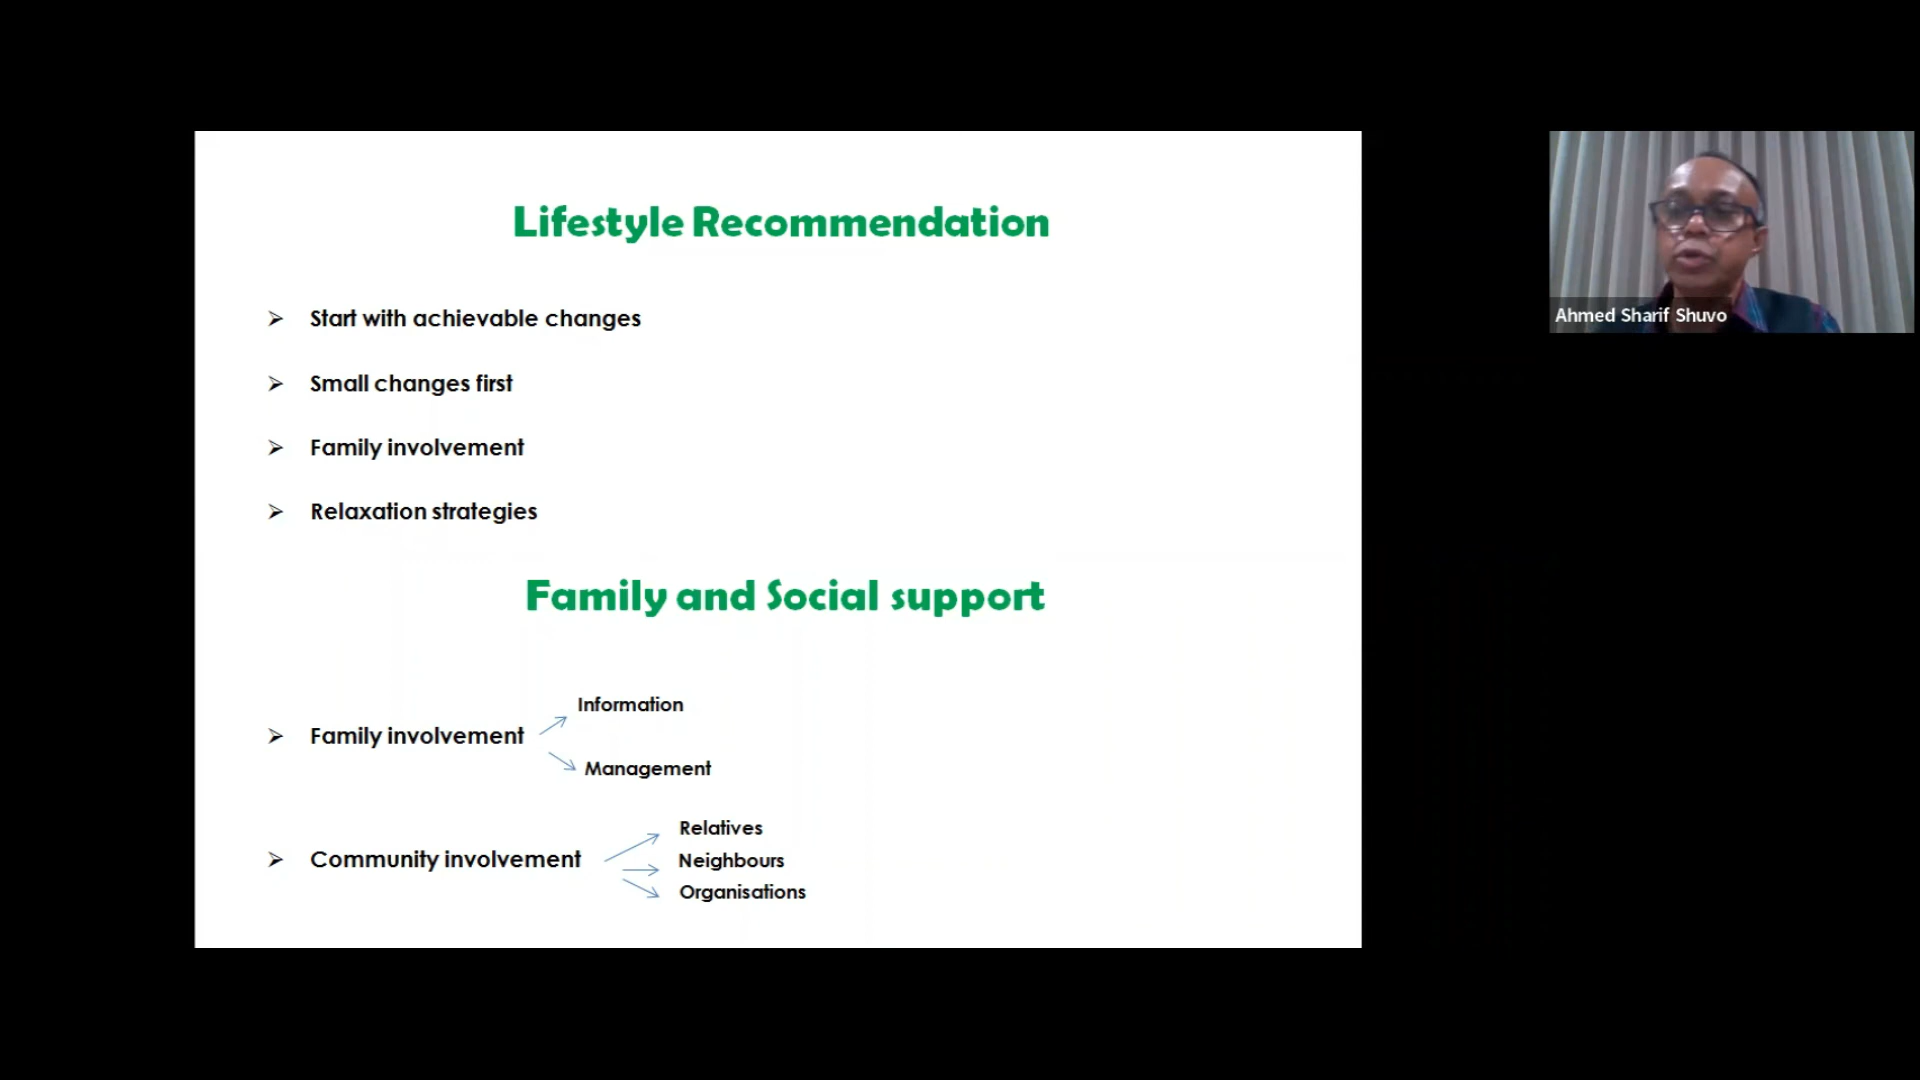 Lifestyle Recommendation
➢ Start with achievable changes
➢ Small changes first
➢ Family involvement
➢ Relaxation strategies
Family and Social support
Information
➢ Family involvement
Management
Relatives
➢ Community involvement
Neighbours
Organisations
Ahmed Sharif Shuvo